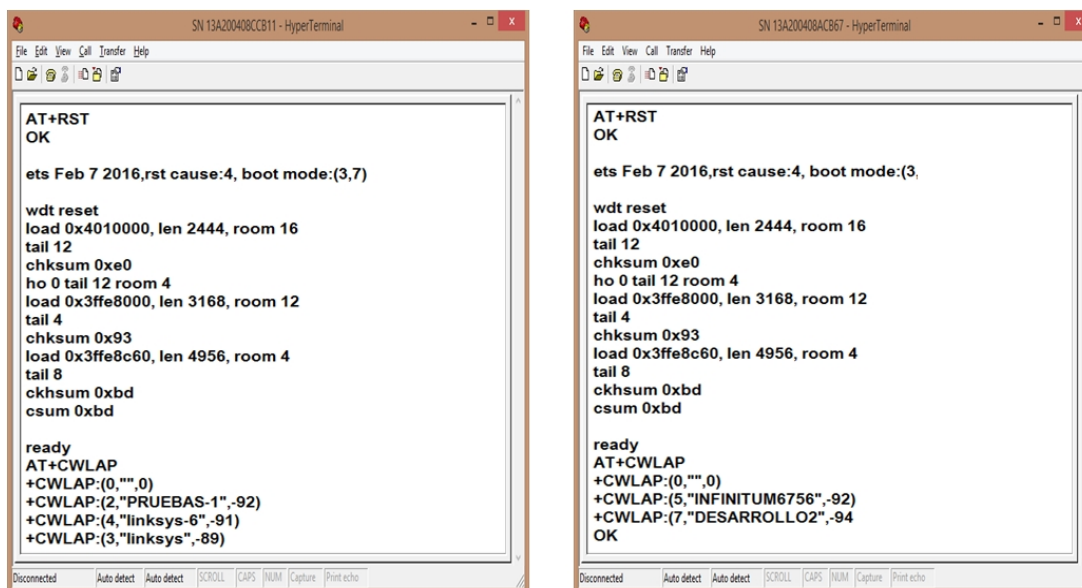 SN 13A200408CCB11 - HyperTerminal
File Edit View Call Transfer Help
AT+RST
OK
ets Feb 7 2016,rst cause:4, boot mode:(3,7)
wdt reset
load 0x4010000, len 2444, room 16
tail 12
chksum 0xe0
ho 0 tail 12 room 4
load 0x3ffe8000, len 3168, room 12
tail 4
chksum 0x93
load 0x3ffe8c60, len 4956, room 4
tail 8
ckhsum 0xbd
csum 0xbd
ready
AT+CWLAP
+CWLAP:(0,"",0)
+CWLAP:(2,"PRUEBAS-1",-92)
+CWLAP:(4,"linksys-6",-91)
+CWLAP:(3,"linksys",-89)
Disconnected Auto detect Auto detect SCROLL CAPS NUM Capture Print echo
SN 13A200408ACB67 - HyperTerminal
File Edit View Call Transfer Help
AT+RST
OK
ets Feb 7 2016,rst cause:4, boot mode:(3,
wdt reset
load 0x4010000, len 2444, room 16
tail 12
chksum 0xe0
ho 0 tail 12 room 4
load 0x3ffe8000, len 3168, room 12
tail 4
chksum 0x93
load 0x3ffe8c60, len 4956, room 4
tail 8
ckhsum 0xbd
csum 0xbd
ready
AT+CWLAP
+CWLAP:(0,"",0)
+CWLAP:(5,"INFINITUM6756",-92)
+CWLAP:(7,"DESARROLLO2",-94
OK
Disconnected Auto detect Auto detect SCROLL CAPS NUM Capture Print echo